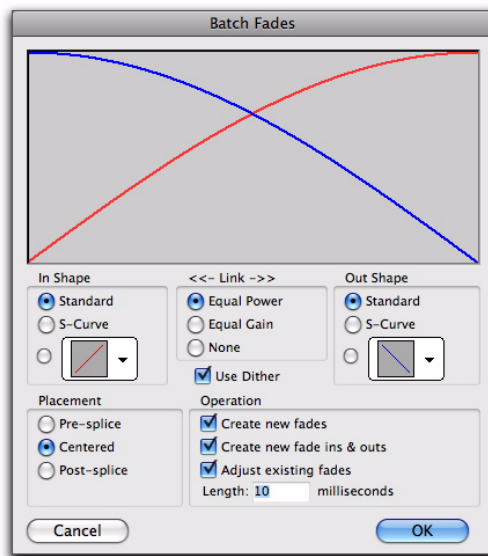 Batch Fades
In Shape
Standard
S-Curve
<<- Link ->>
Equal Power
Equal Gain
None
Use Dither
Out Shape
Standard
S-Curve
Placement
Pre-splice
Centered
Post-splice
Operation
Create new fades
Create new fade ins & outs
Adjust existing fades
Length: 10 milliseconds
Cancel
OK